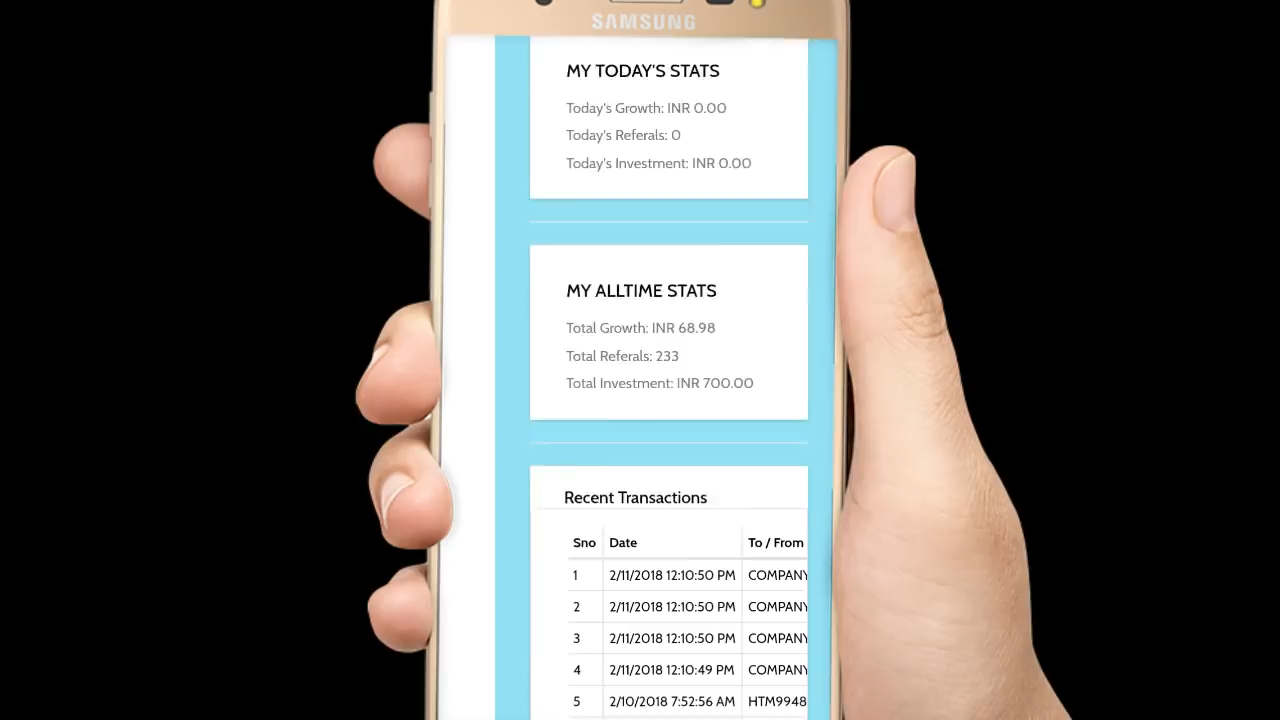 SAMSUNG
MY TODAY'S STATS
Today's Growth: INR 0.00
Today's Referals: 0
Today's Investment: INR 0.00
MY ALLTIME STATS
Total Growth: INR 68.98
Total Referals: 233
Total Investment: INR 700.00
Recent Transactions
Sno Date To / From
1 2/11/2018 12:10:50 PM COMPANY
2 2/11/2018 12:10:50 PM COMPANY
3 2/11/2018 12:10:50 PM COMPANY
4 2/11/2018 12:10:49 PM COMPANY
5 2/10/2018 7:52:56 AM HTM9948